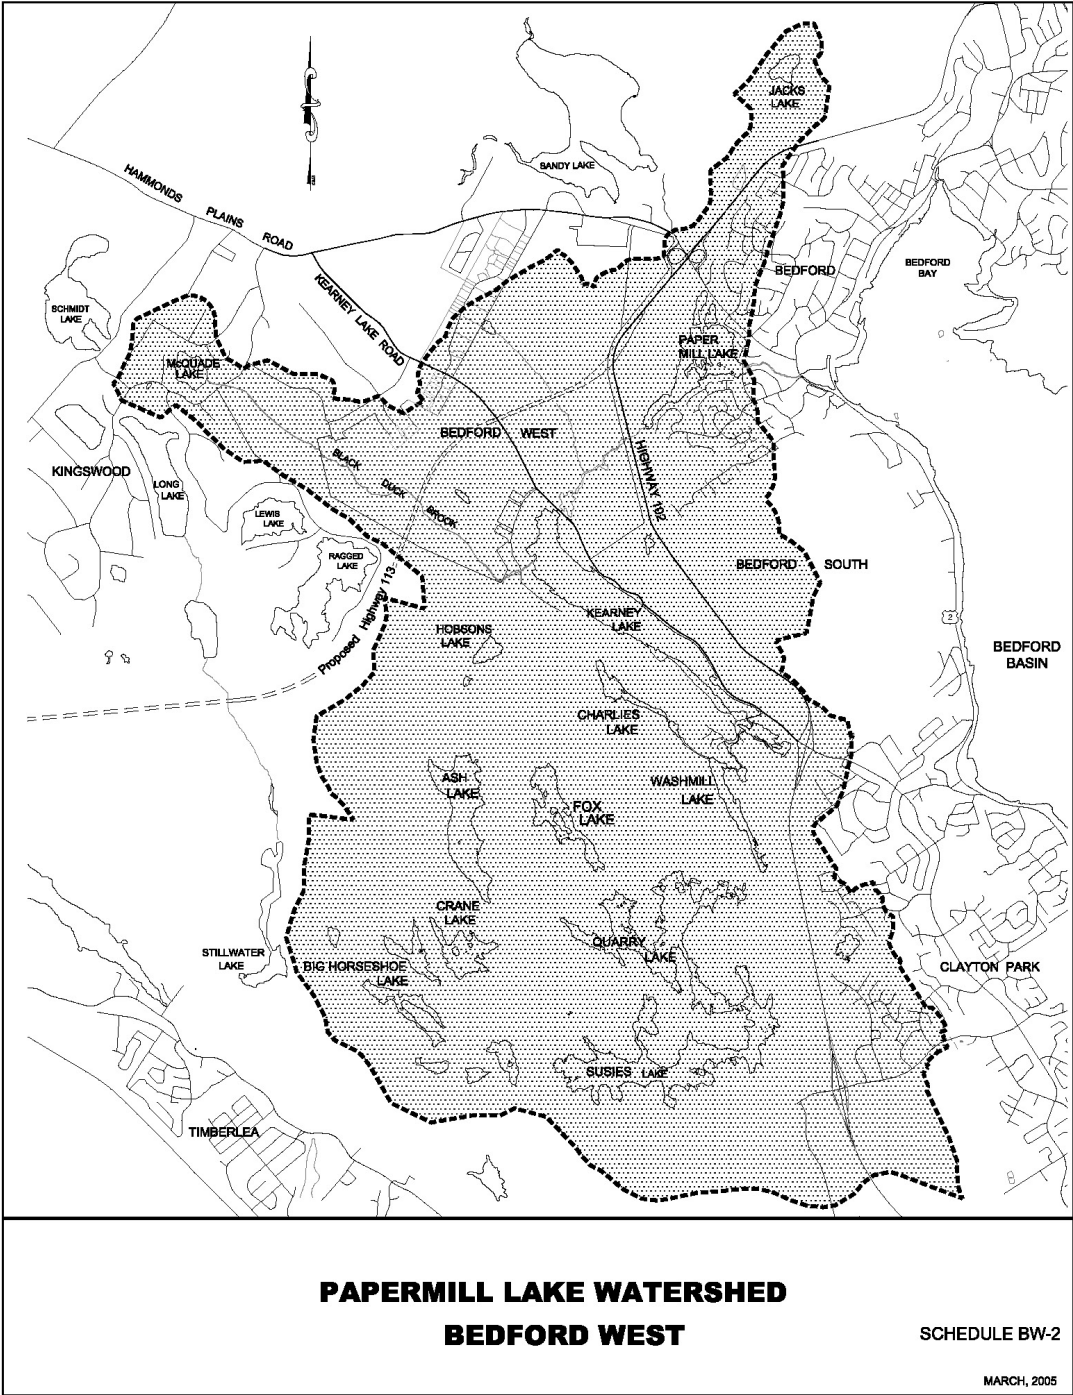 JACKS
LAKE
SANDY LAKE
HAMMONDS
PLAINS
ROAD
BEDFORD
BEDFORD
BAY
KEARNEY LAKE ROAD
SCHMIDT
LAKE
PAPER
MILL LAKE
McQUADE
LAKE
BEDFORD WEST
HIGHWAY 102
BLACK
DUCK
BROOK
KINGSWOOD
LONG
LAKE
LEWIS
LAKE
RAGGED
LAKE
BEDFORD SOUTH
Proposed Highway 113
KEARNEY
LAKE
2
HOBSONS
LAKE
BEDFORD
BASIN
CHARLIES
LAKE
ASH
LAKE
WASHMILL
LAKE
FOX
LAKE
CRANE
LAKE
QUARRY
LAKE
STILLWATER
LAKE
BIG HORSESHOE
LAKE
CLAYTON PARK
SUSIES LAKE
TIMBERLEA
PAPERMILL LAKE WATERSHED
BEDFORD WEST
SCHEDULE BW-2
MARCH, 2005